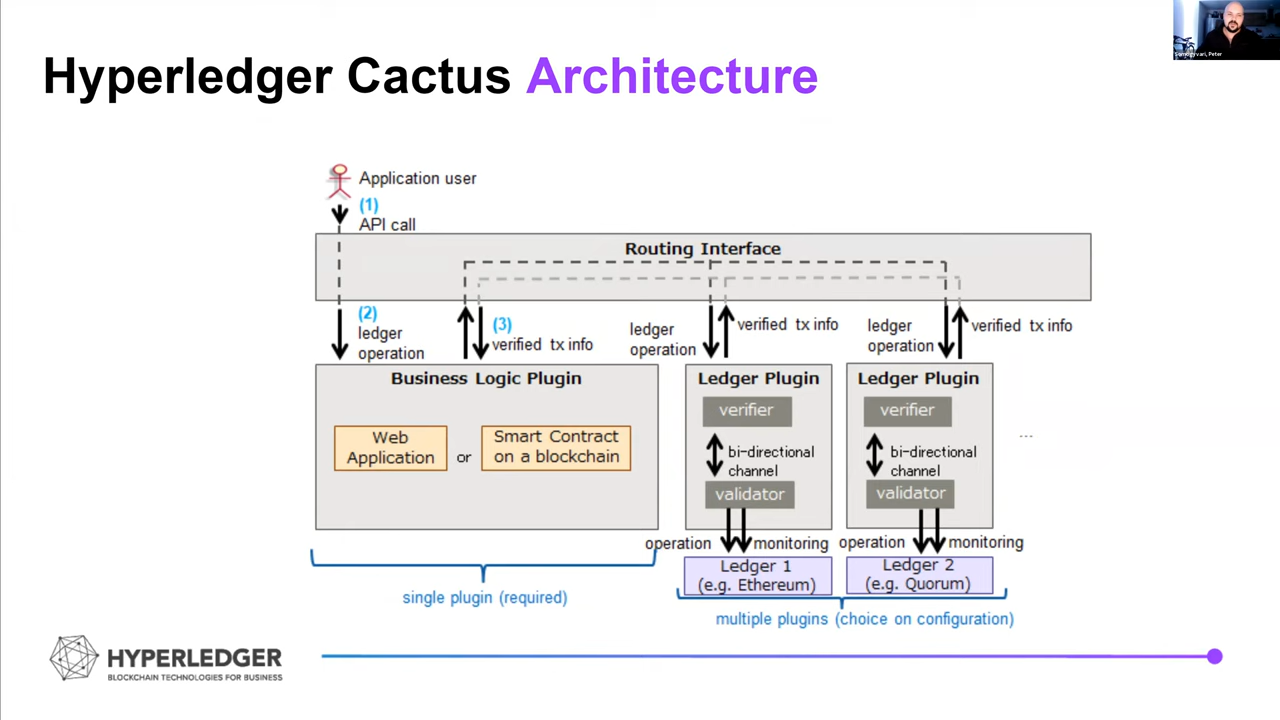 Hyperledger Cactus Architecture
Application user
(1)
API call
Routing Interface
(2)
ledger
operation
(3)
verified tx info
ledger
operation
verified tx info
ledger
operation
verified tx info
Business Logic Plugin
Web
Application
or
Smart Contract
on a blockchain
Ledger Plugin
verifier
bi-directional
channel
validator
Ledger Plugin
verifier
bi-directional
channel
validator
...
operation
monitoring
operation
monitoring
Ledger 1
(e.g. Ethereum)
Ledger 2
(e.g. Quorum)
single plugin (required)
multiple plugins (choice on configuration)
HYPERLEDGER
BLOCKCHAIN TECHNOLOGIES FOR BUSINESS